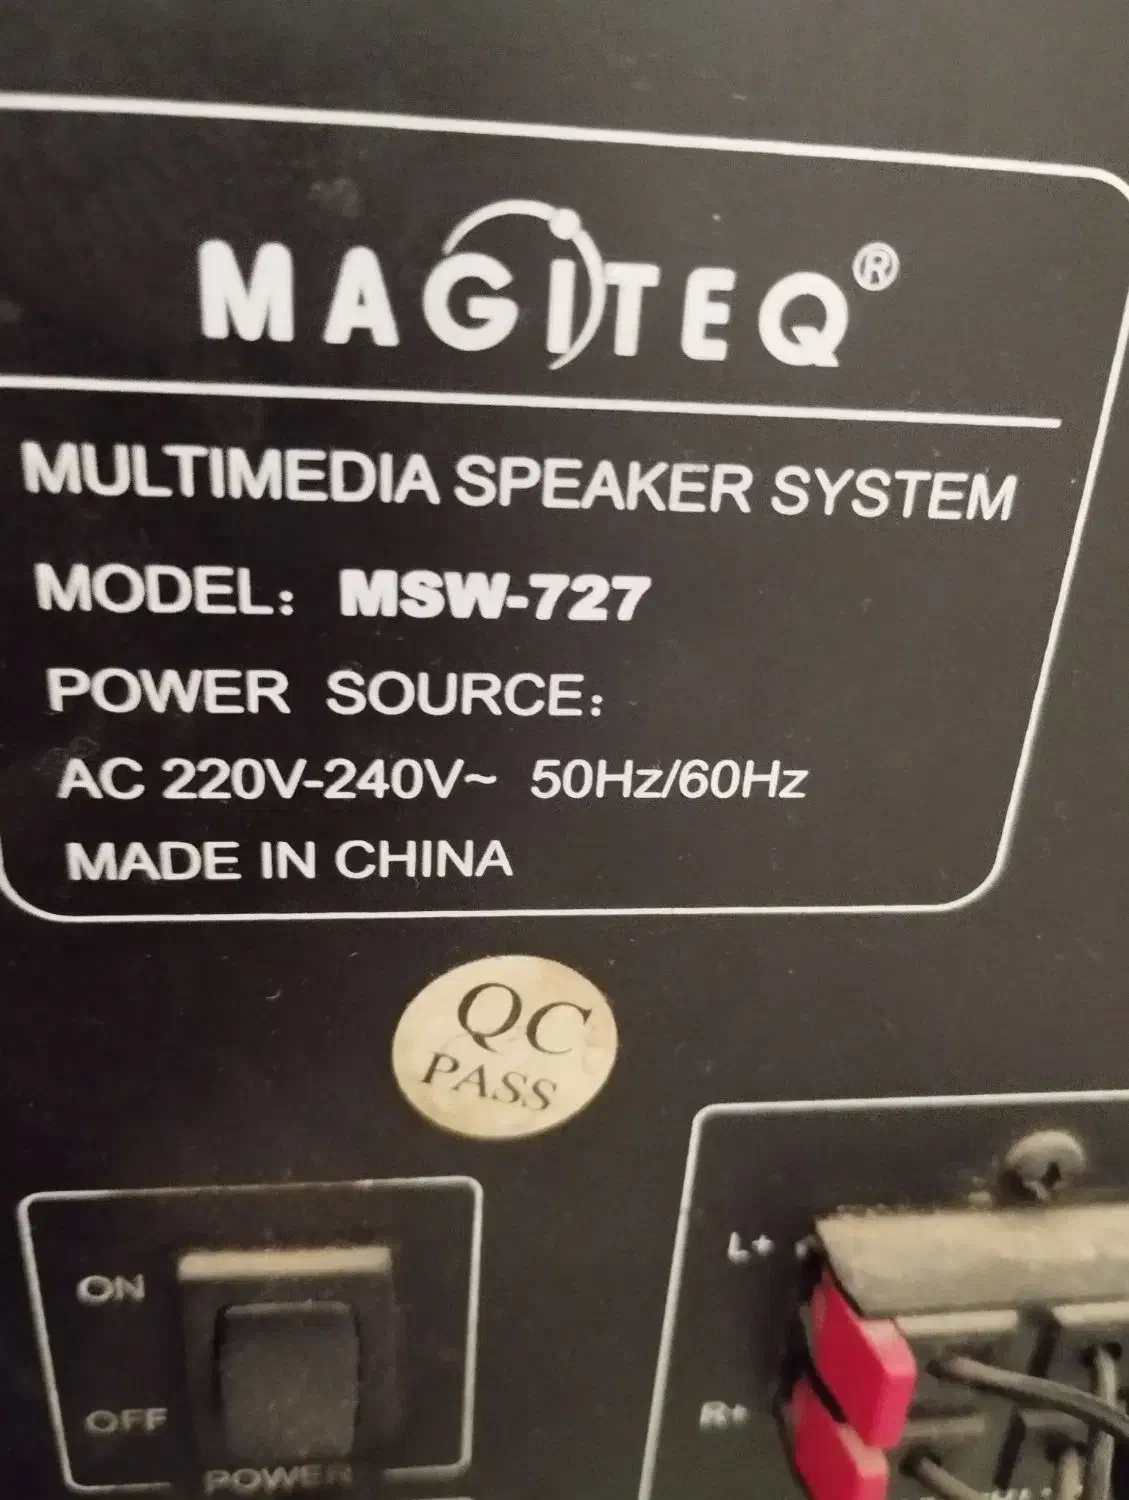 MAGITEQ®
MULTIMEDIA SPEAKER SYSTEM
MODEL: MSW-727
POWER SOURCE:
AC 220V-240V~ 50Hz/60Hz
MADE IN CHINA
QC
PASS
ON
OFF
POWER
L+
R+